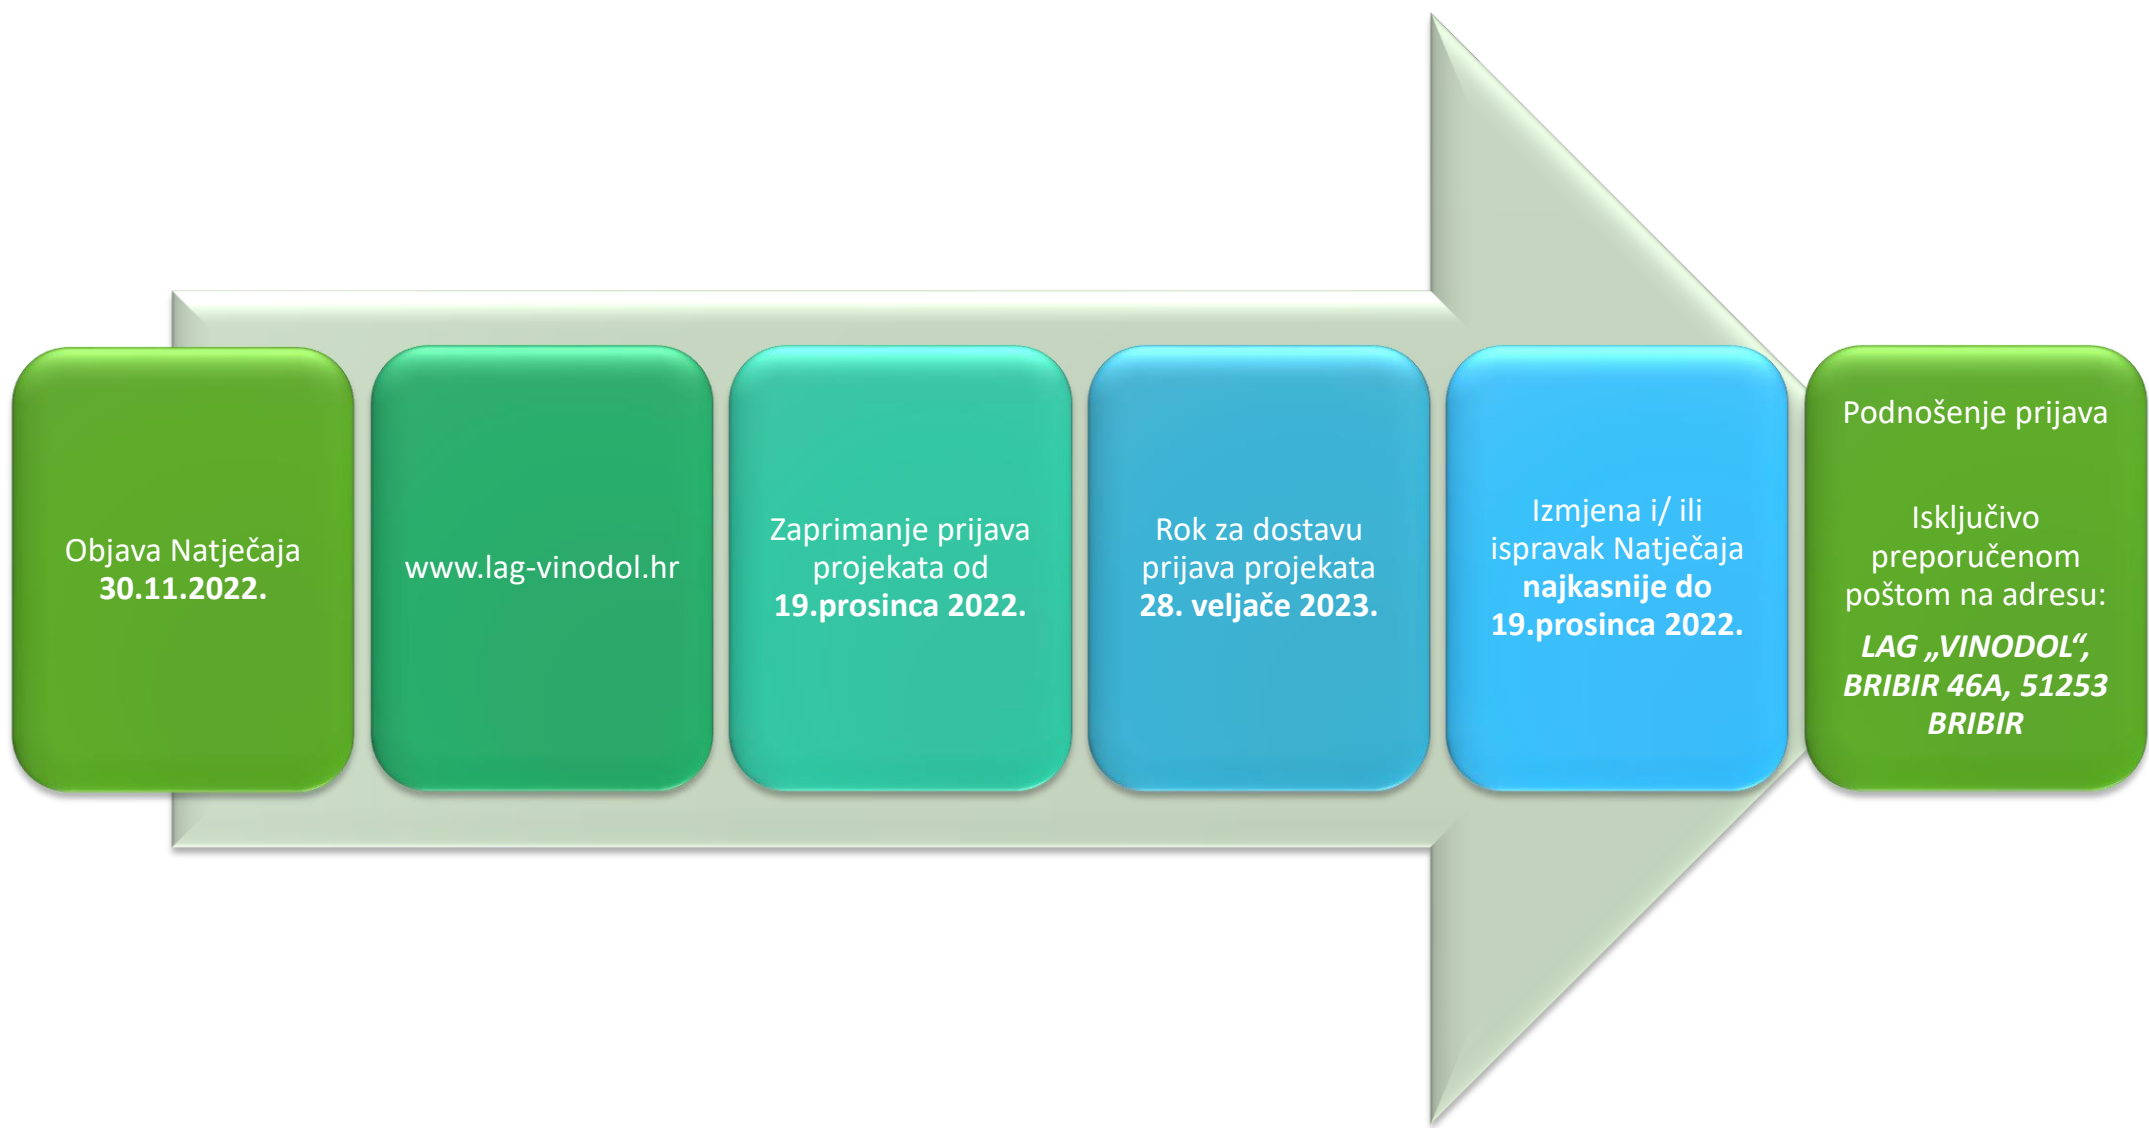 Objava Natječaja
30.11.2022.
www.lag-vinodol.hr
Zaprimanje prijava
projekata od
19.prosinca 2022.
Rok za dostavu
prijava projekata
28. veljače 2023.
Izmjena i/ ili
ispravak Natječaja
najkasnije do
19.prosinca 2022.
Podnošenje prijava
Isključivo
preporučenom
poštom na adresu:
LAG „VINODOL“,
BRIBIR 46A, 51253
BRIBIR